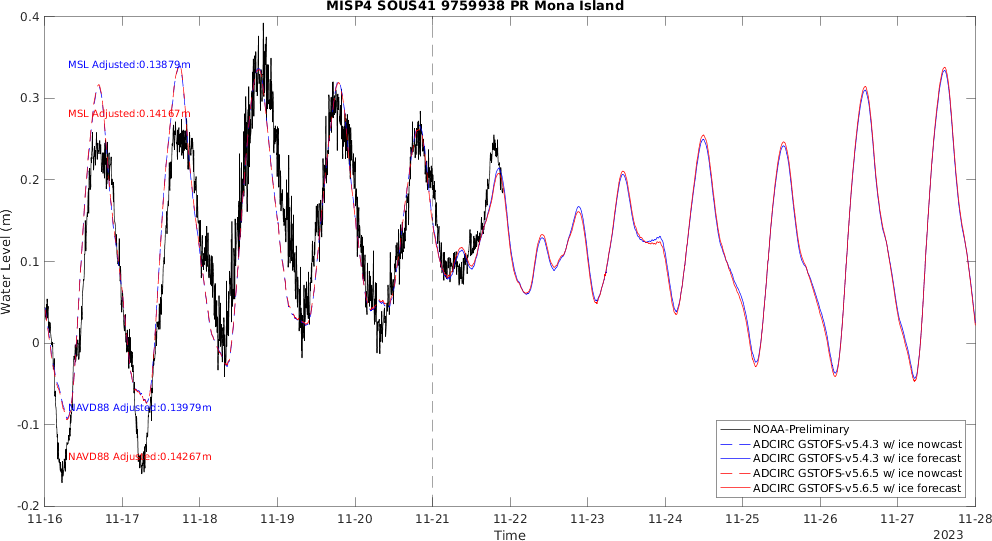 MISP4 SOUS41 9759938 PR Mona Island
0.4
0.3
0.2
0.1
0
-0.1
-0.2
Water Level (m)
MSL Adjusted:0.13879m
MSL Adjusted:0.14167m
NAVD88 Adjusted:0.13979m
NAVD88 Adjusted:0.14267m
NOAA-Preliminary
ADCIRC GSTOFS-v5.4.3 w/ ice nowcast
ADCIRC GSTOFS-v5.4.3 w/ ice forecast
ADCIRC GSTOFS-v5.6.5 w/ ice nowcast
ADCIRC GSTOFS-v5.6.5 w/ ice forecast
11-16 11-17 11-18 11-19 11-20 11-21 11-22 11-23 11-24 11-25 11-26 11-27 11-28
Time
2023